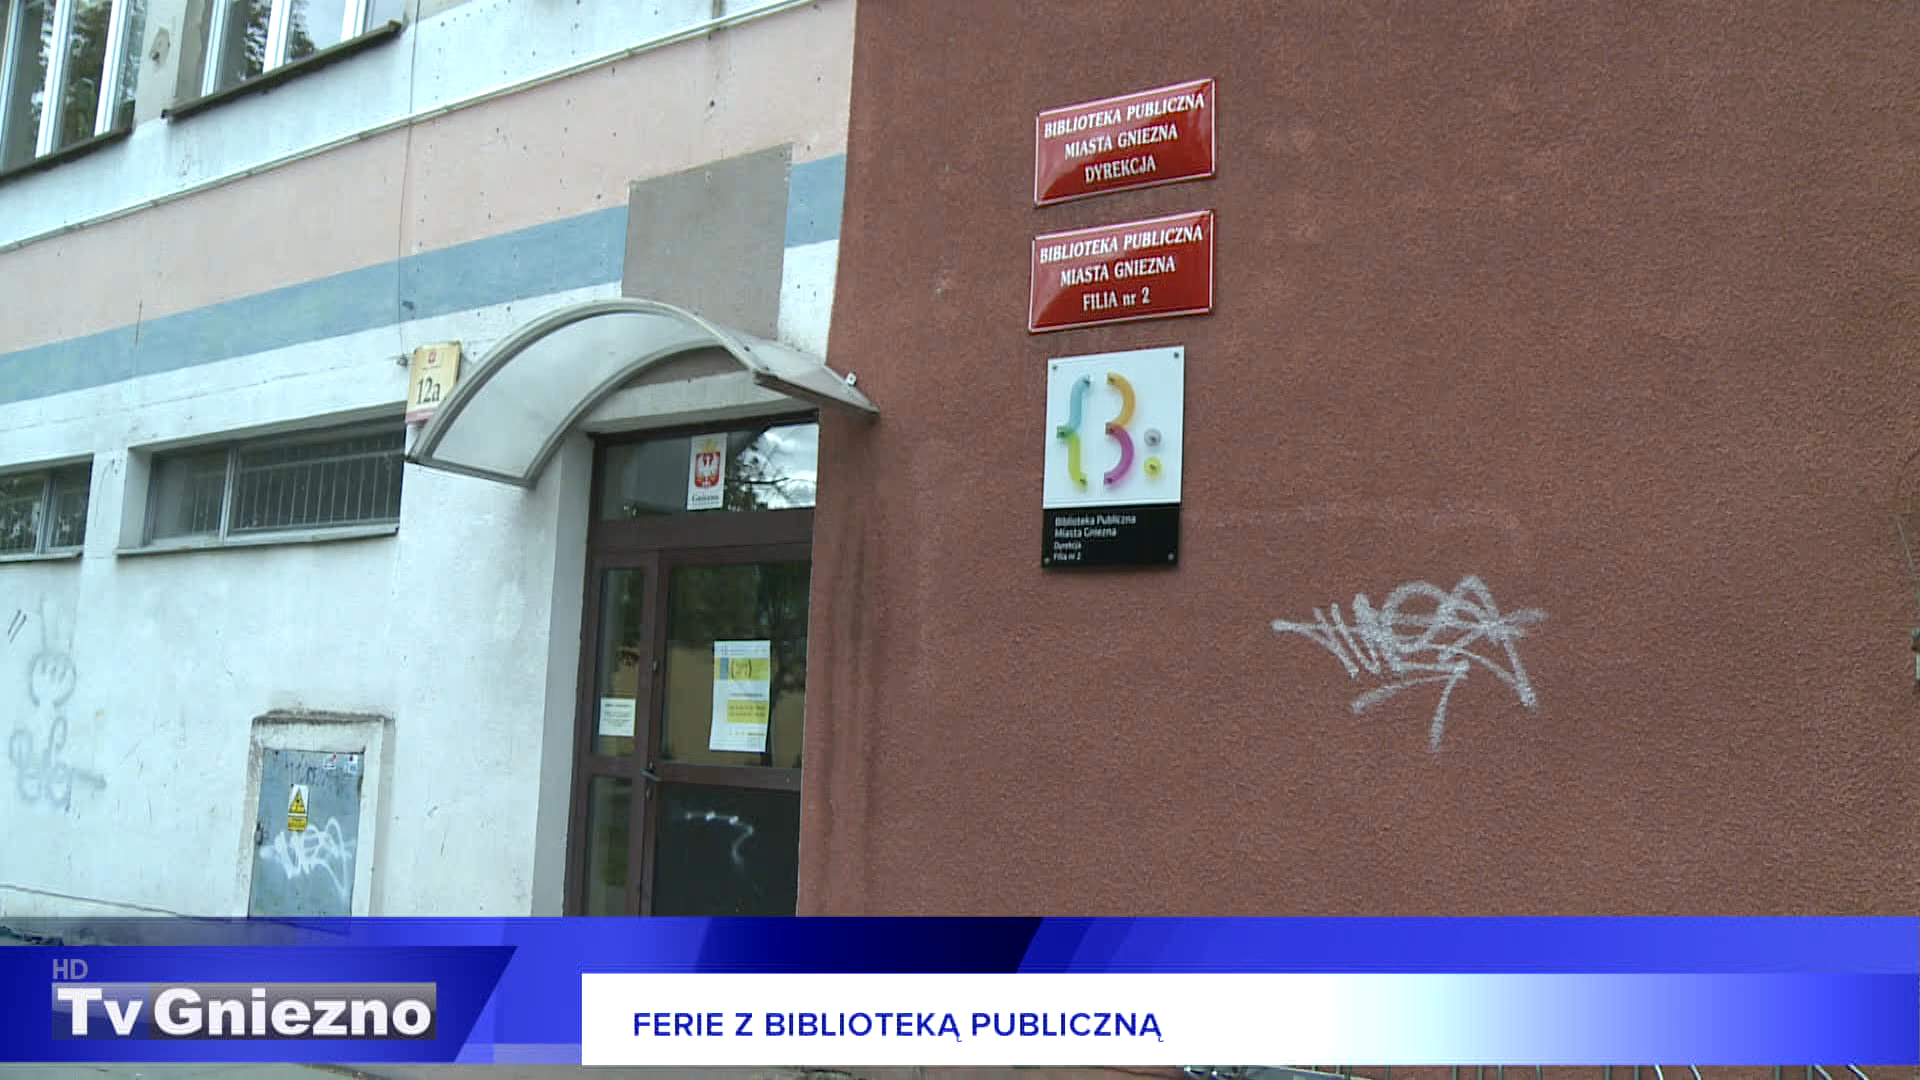 BIBLIOTEKA PUBLICZNA
MIASTA GNIEZNA
DYREKCJA
BIBLIOTEKA PUBLICZNA
MIASTA GNIEZNA
FILIA nr 2
12a
Gniezno
Biblioteka Publiczna
Miasta Gniezna
Dyrekcja
Filia nr 2
HD
Tv Gniezno
FERIE Z BIBLIOTEKĄ PUBLICZNĄ